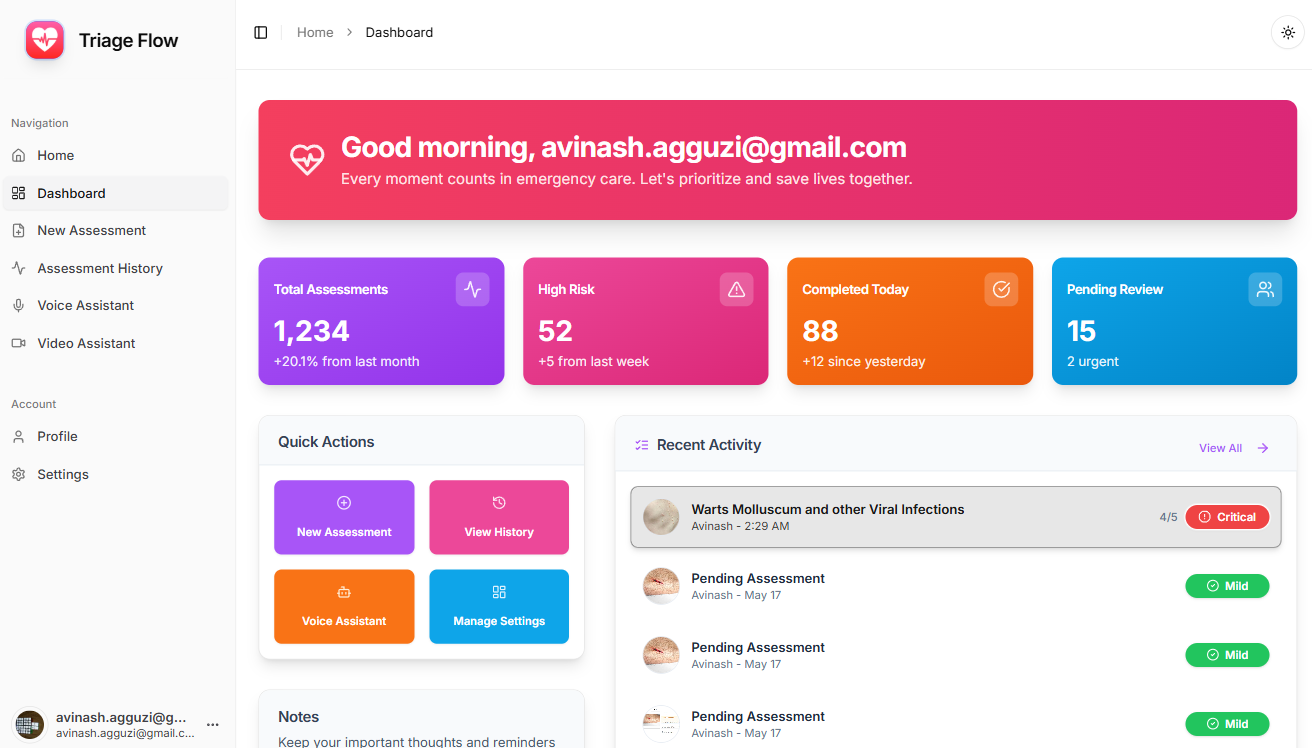 Triage Flow
Navigation
Home
Dashboard
New Assessment
Assessment History
Voice Assistant
Video Assistant
Account
Profile
Settings
avinash.agguzi@g...
avinash.agguzi@gmail.c...
Home > Dashboard
Good morning, avinash.agguzi@gmail.com
Every moment counts in emergency care. Let's prioritize and save lives together.
Total Assessments
1,234
+20.1% from last month
High Risk
52
+5 from last week
Completed Today
88
+12 since yesterday
Pending Review
15
2 urgent
Quick Actions
New Assessment
View History
Voice Assistant
Manage Settings
Notes
Keep your important thoughts and reminders
Recent Activity
View All
Warts Molluscum and other Viral Infections
Avinash - 2:29 AM
4/5
Critical
Pending Assessment
Avinash - May 17
Mild
Pending Assessment
Avinash - May 17
Mild
Pending Assessment
Avinash - May 17
Mild